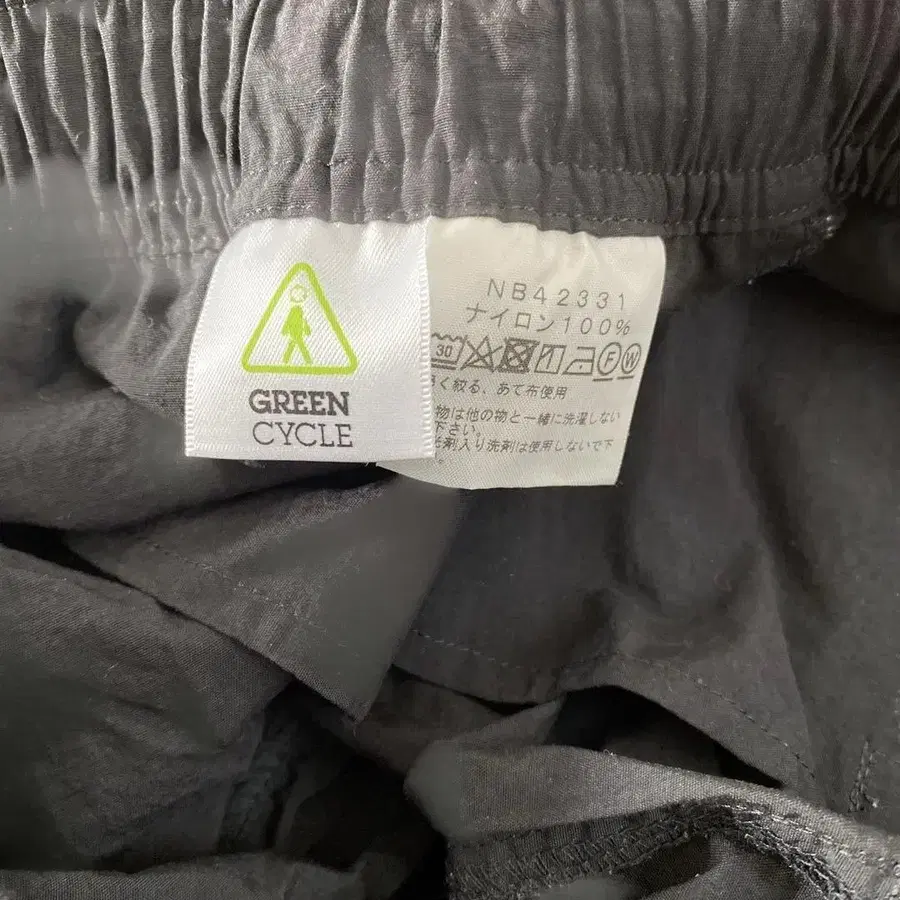 GREEN
CYCLE
NB42331
ナイロン100%
30 F W
く絞る、あて布使用
物は他の物と一緒に洗濯しない
下さい。
剤入り洗剤は使用しないで下
。